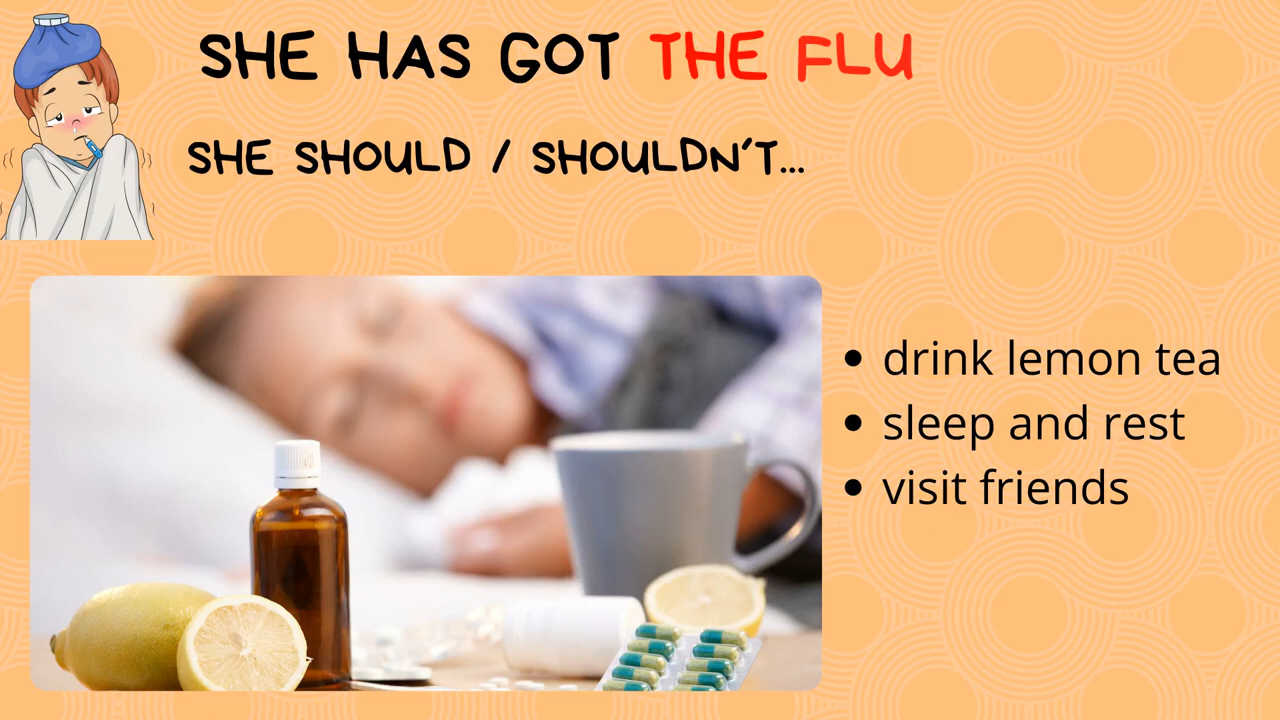 SHE HAS GOT THE FLU
SHE SHOULD / SHOULDN'T...
• drink lemon tea
• sleep and rest
• visit friends